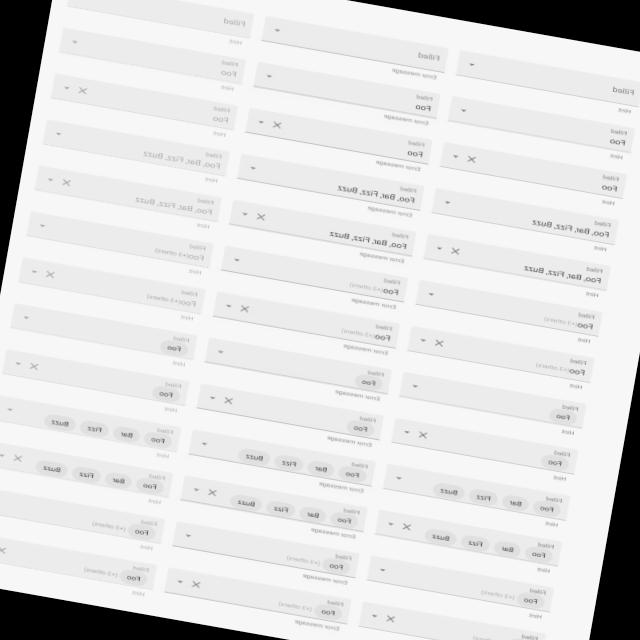 Filled
Hint
Filled
Foo
Hint
Filled
Foo
Hint
Filled
Foo, Bar, Fizz, Buzz
Hint
Filled
Foo, Bar, Fizz, Buzz
Hint
Filled
Foo (+3 others)
Hint
Filled
Foo (+3 others)
Hint
Filled
Foo
Hint
Filled
Foo
Hint
Filled
Foo Bar Fizz Buzz
Hint
Filled
Foo Bar Fizz Buzz
Hint
Filled
Foo (+3 others)
Hint
Filled
Filled
Error message
Filled
Foo
Error message
Filled
Foo
Error message
Filled
Foo, Bar, Fizz, Buzz
Error message
Filled
Foo, Bar, Fizz, Buzz
Error message
Filled
Foo (+3 others)
Error message
Filled
Foo (+3 others)
Error message
Filled
Foo
Error message
Filled
Foo
Error message
Filled
Foo Bar Fizz Buzz
Error message
Filled
Foo Bar Fizz Buzz
Error message
Filled
Foo (+3 others)
Error message
Filled
Foo (+3 others)
Error message
Filled
Hint
Filled
Foo
Hint
Filled
Foo
Hint
Filled
Foo, Bar, Fizz, Buzz
Hint
Filled
Foo, Bar, Fizz, Buzz
Hint
Filled
Foo (+3 others)
Hint
Filled
Foo (+3 others)
Hint
Filled
Foo
Hint
Filled
Foo
Hint
Filled
Foo Bar Fizz Buzz
Hint
Filled
Foo Bar Fizz Buzz
Hint
Filled
Foo (+3 others)
Hint
Filled
Foo (+3 others)
Hint